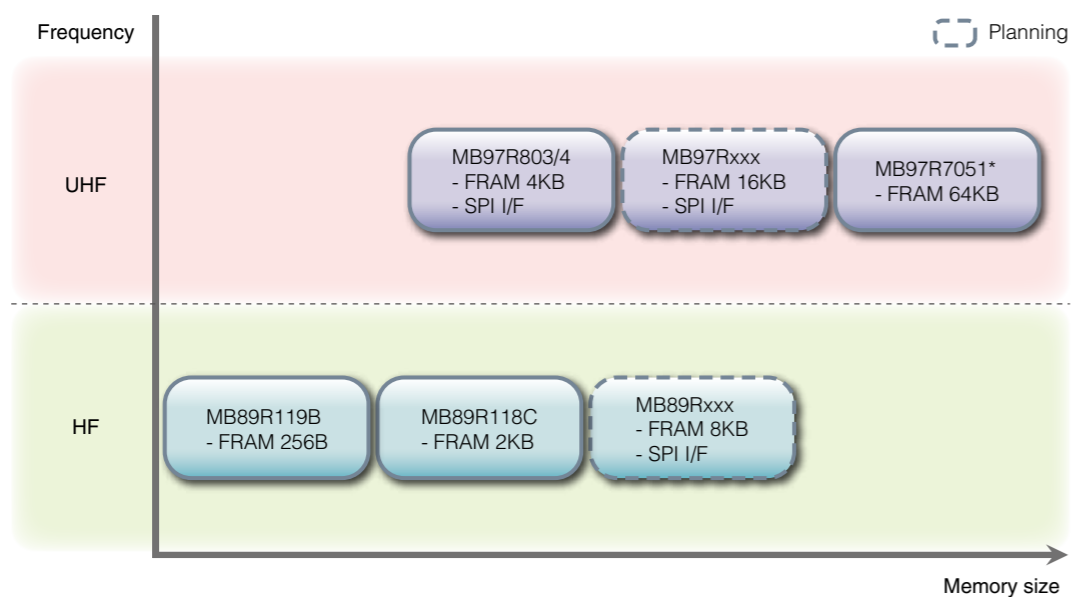 Frequency
Planning
UHF
MB97R803/4
- FRAM 4KB
- SPI I/F
MB97Rxxx
- FRAM 16KB
- SPI I/F
MB97R7051*
- FRAM 64KB
HF
MB89R119B
- FRAM 256B
MB89R118C
- FRAM 2KB
MB89Rxxx
- FRAM 8KB
- SPI I/F
Memory size